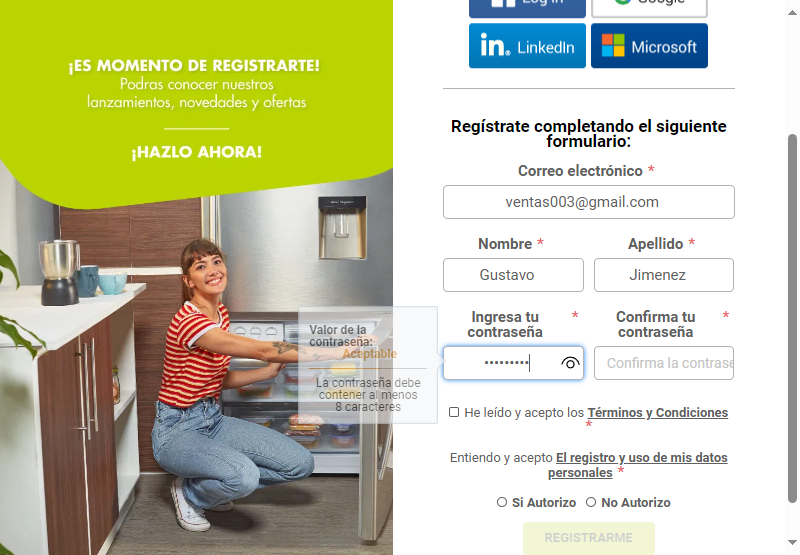 ¡ES MOMENTO DE REGISTRARTE!
Podras conocer nuestros
lanzamientos, novedades y ofertas
¡HAZLO AHORA!
Log in
Google
LinkedIn
Microsoft
Regístrate completando el siguiente
formulario:
Correo electrónico *
ventas003@gmail.com
Nombre *
Apellido *
Gustavo
Jimenez
Ingresa tu *
contraseña
Confirma tu *
contraseña
•••••••••
Confirma la contrase
Valor de la
contraseña:
Aceptable
La contraseña debe
contener al menos
8 caracteres
He leído y acepto los Términos y Condiciones
*
Entiendo y acepto El registro y uso de mis datos
personales *
Si Autorizo
No Autorizo
REGISTRARME